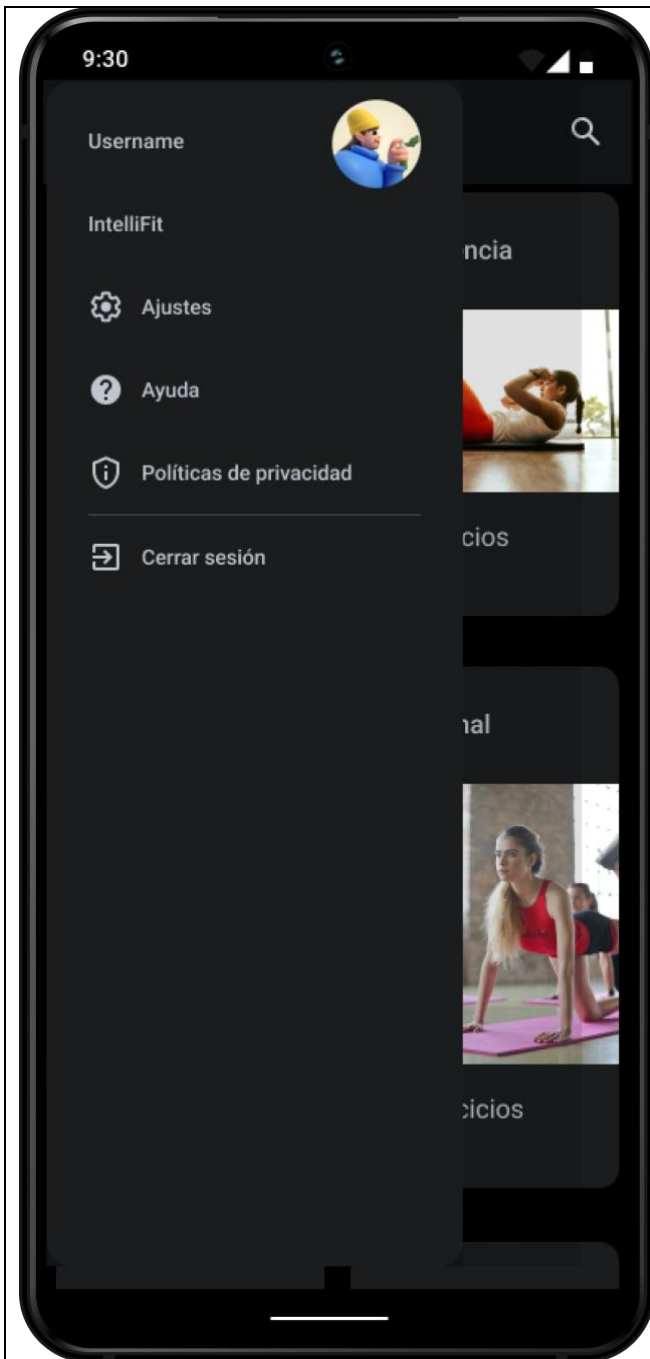 9:30
Username
IntelliFit
ncia
Ajustes
Ayuda
Políticas de privacidad
cios
Cerrar sesión
nal
cicios